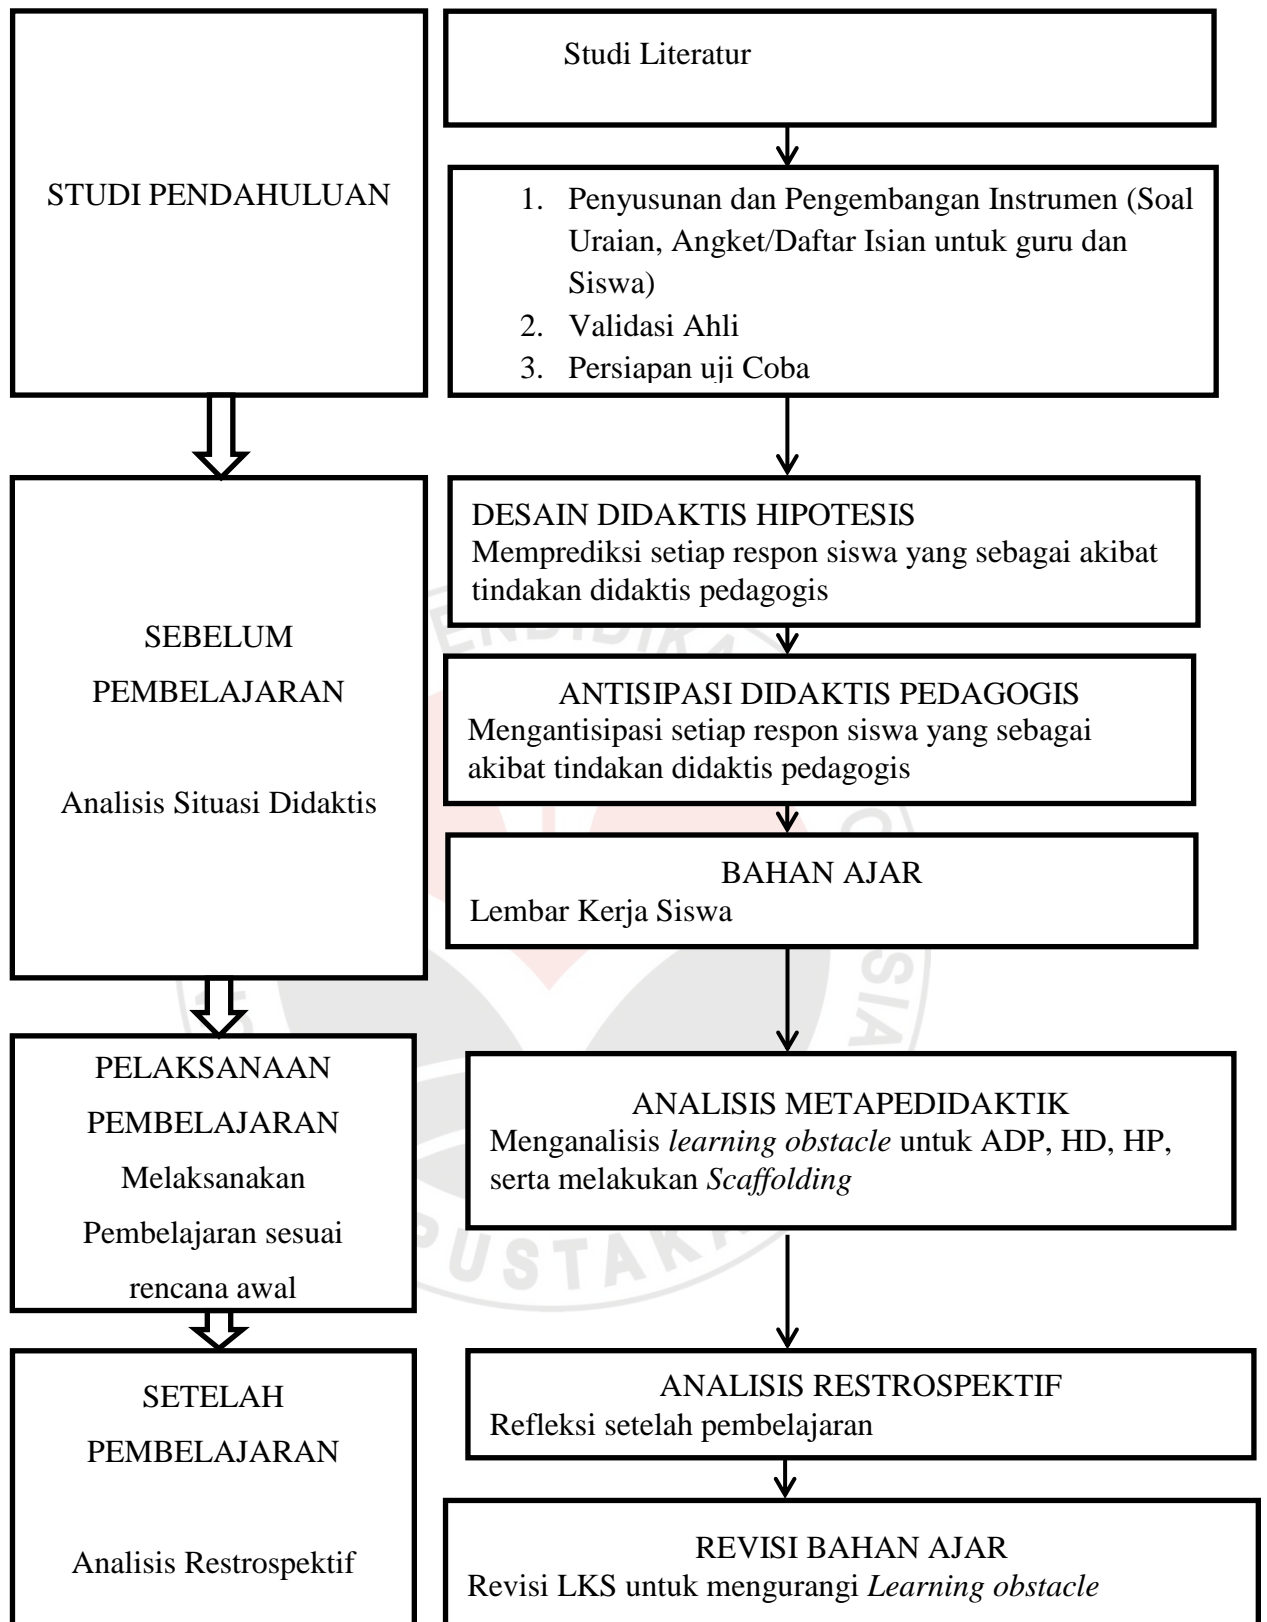 STUDI PENDAHULUAN
Studi Literatur
1. Penyusunan dan Pengembangan Instrumen (Soal
Uraian, Angket/Daftar Isian untuk guru dan
Siswa)
2. Validasi Ahli
3. Persiapan uji Coba
SEBELUM
PEMBELAJARAN
Analisis Situasi Didaktis
DESAIN DIDAKTIS HIPOTESIS
Memprediksi setiap respon siswa yang sebagai akibat
tindakan didaktis pedagogis
ANTISIPASI DIDAKTIS PEDAGOGIS
Mengantisipasi setiap respon siswa yang sebagai
akibat tindakan didaktis pedagogis
BAHAN AJAR
Lembar Kerja Siswa
PELAKSANAAN
PEMBELAJARAN
Melaksanakan
Pembelajaran sesuai
rencana awal
ANALISIS METAPEDIDAKTIK
Menganalisis learning obstacle untuk ADP, HD, HP,
serta melakukan Scaffolding
SETELAH
PEMBELAJARAN
Analisis Restrospektif
ANALISIS RESTROSPEKTIF
Refleksi setelah pembelajaran
REVISI BAHAN AJAR
Revisi LKS untuk mengurangi Learning obstacle